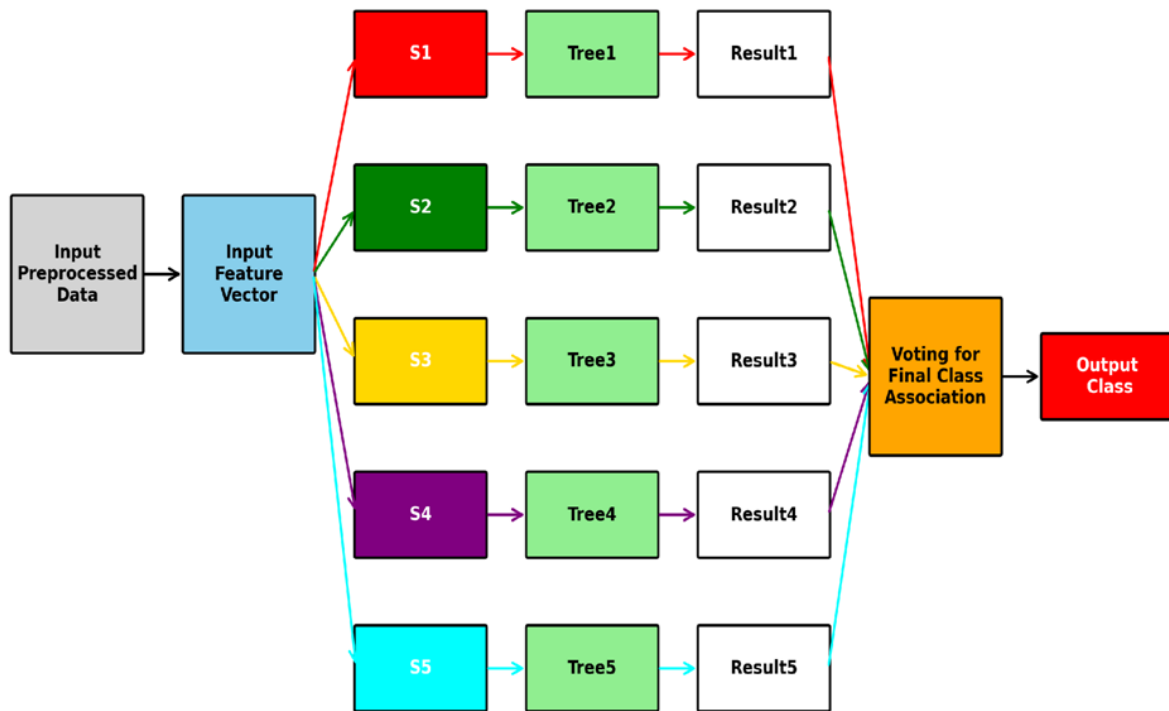 S1
Tree1
Result1
S2
Tree2
Result2
Input
Preprocessed
Data
Input
Feature
Vector
S3
Tree3
Result3
Voting for
Final Class
Association
Output
Class
S4
Tree4
Result4
S5
Tree5
Result5